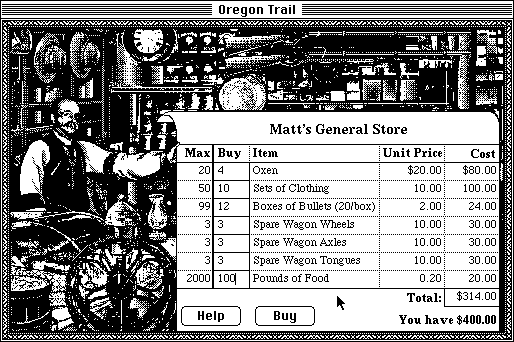 Oregon Trail
Matt's General Store
Max Buy Item Unit Price Cost
20 4 Oxen $20.00 $80.00
50 10 Sets of Clothing 10.00 100.00
99 12 Boxes of Bullets (20/box) 2.00 24.00
3 3 Spare Wagon Wheels 10.00 30.00
3 3 Spare Wagon Axles 10.00 30.00
3 3 Spare Wagon Tongues 10.00 30.00
2000 100 Pounds of Food 0.20 20.00
Total: $314.00
Help Buy You have $400.00